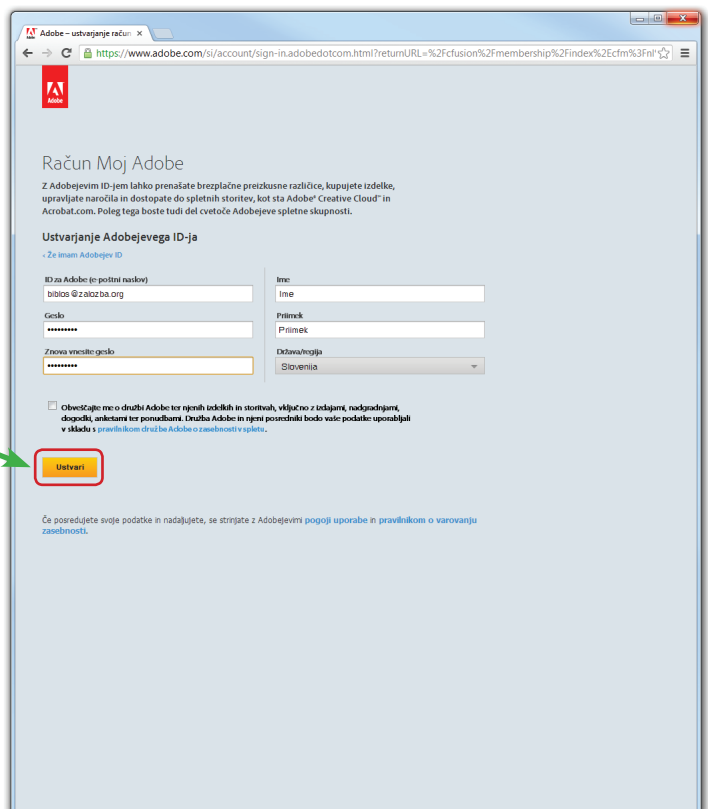 Adobe – ustvarjanje račun
https://www.adobe.com/si/account/sign-in.adobedotcom.html?returnURL=%2Fcfusion%2Fmembership%2Findex%2Ecfm%3Fnl
Adobe
Račun Moj Adobe
Z Adobejevim ID-jem lahko prenašate brezplačne preizkusne različice, kupujete izdelke,
upravljate naročila in dostopate do spletnih storitev, kot sta Adobe® Creative Cloud™ in
Acrobat.com. Poleg tega boste tudi del cvetoče Adobejeve spletne skupnosti.
Ustvarjanje Adobejevega ID-ja
‹ Že imam Adobejev ID
ID za Adobe (e-poštni naslov)
biblos@zalozba.org
Geslo
•••••••••
Znova vnesite geslo
•••••••••
Ime
Ime
Priimek
Priimek
Država/regija
Slovenija
Obveščajte me o družbi Adobe ter njenih izdelkih in storitvah, vključno z izdajami, nadgradnjami,
dogodki, anketami ter ponudbami. Družba Adobe in njeni posredniki bodo vaše podatke uporabljali
v skladu s pravilnikom družbe Adobe o zasebnosti v spletu.
Ustvari
Če posredujete svoje podatke in nadaljujete, se strinjate z Adobejevimi pogoji uporabe in pravilnikom o varovanju
zasebnosti.